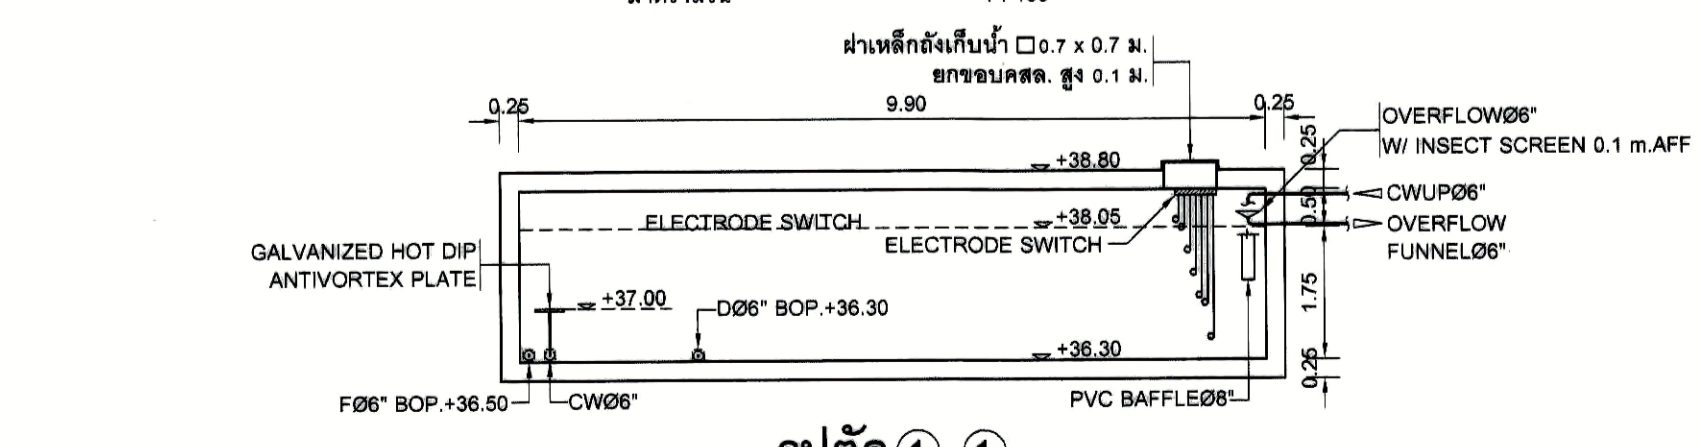 ฝาเหล็กถังเก็บน้ำ □0.7 x 0.7 ม.
ยกขอบคสล. สูง 0.1 ม.
0.25
9.90
0.25
OVERFLOWØ6"
W/ INSECT SCREEN 0.1 m.AFF
0.25
+38.80
CWUPØ6"
0.50
+38.05
ELECTRODE SWITCH
OVERFLOW
FUNNELØ6"
ELECTRODE SWITCH
GALVANIZED HOT DIP
ANTIVORTEX PLATE
+37.00
DØ6" BOP.+36.30
1.75
+36.30
0.25
FØ6" BOP.+36.50
CWØ6"
PVC BAFFLEØ8"